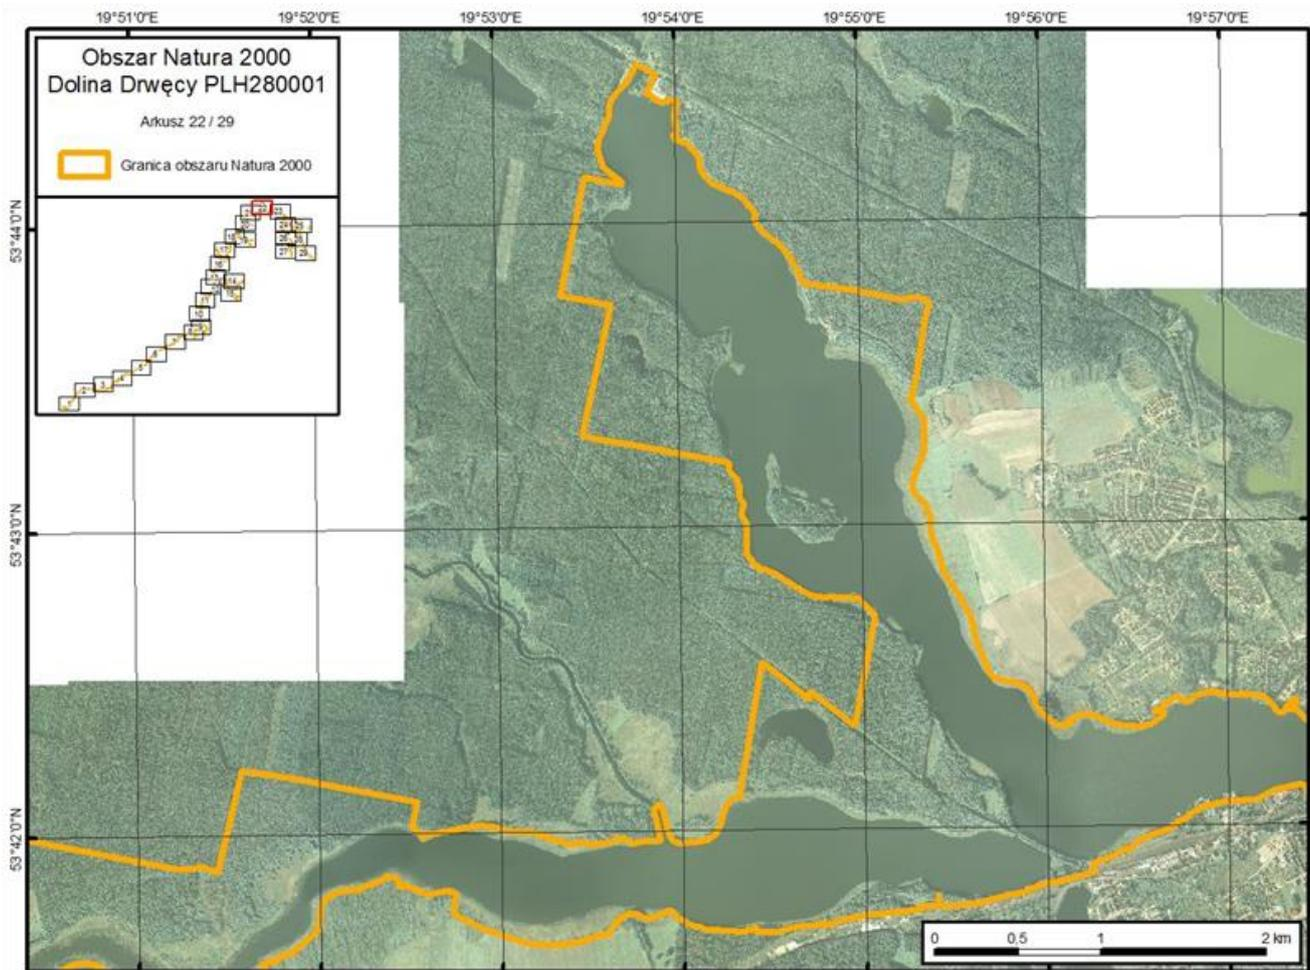 19°51'0"E 19°52'0"E 19°53'0"E 19°54'0"E 19°55'0"E 19°56'0"E 19°57'0"E
Obszar Natura 2000
Dolina Drwęcy PLH280001
Arkusz 22 / 29
Granica obszaru Natura 2000
53°44'0"N
53°43'0"N
53°42'0"N
0 0,5 1 2 km